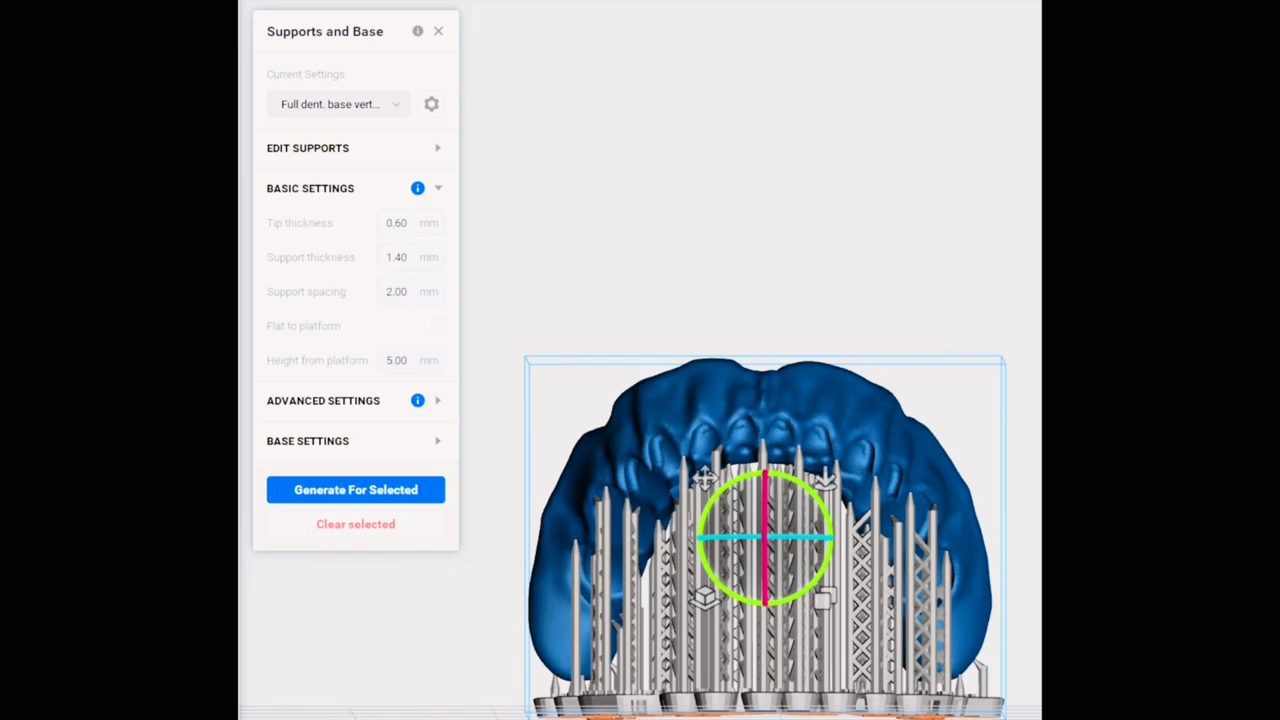 Supports and Base
Current Settings
Full dent. base vert...
EDIT SUPPORTS
BASIC SETTINGS
Tip thickness 0.60 mm
Support thickness 1.40 mm
Support spacing 2.00 mm
Flat to platform
Height from platform 5.00 mm
ADVANCED SETTINGS
BASE SETTINGS
Generate For Selected
Clear selected